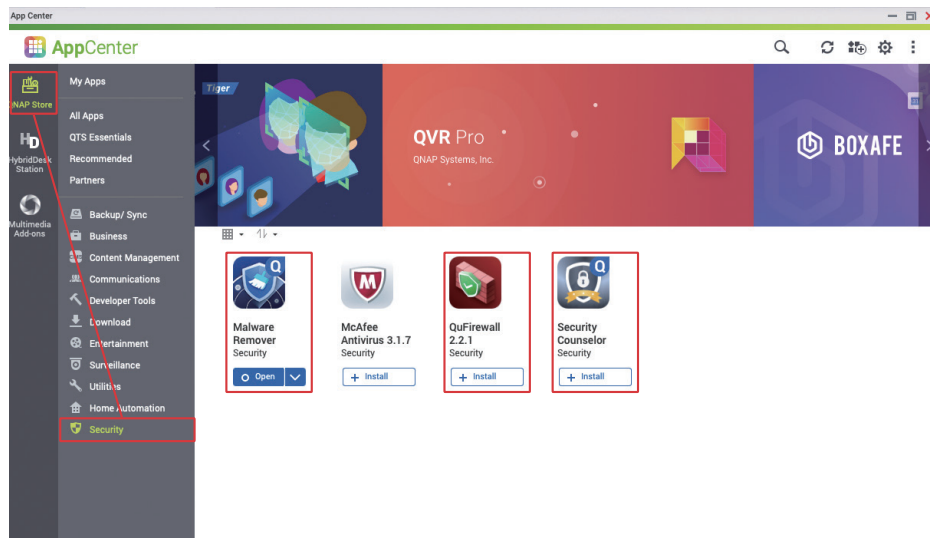 App Center
AppCenter
QNAP Store
HybridDesk
Station
Multimedia
Add-ons
My Apps
All Apps
QTS Essentials
Recommended
Partners
Backup/ Sync
Business
Content Management
Communications
Developer Tools
Download
Entertainment
Surveillance
Utilities
Home Automation
Security
Tiger
QVR Pro
QNAP Systems, Inc.
BOXAFE
Malware
Remover
Security
Open
McAfee
Antivirus 3.1.7
Security
+ Install
QuFirewall
2.2.1
Security
+ Install
Security
Counselor
Security
+ Install